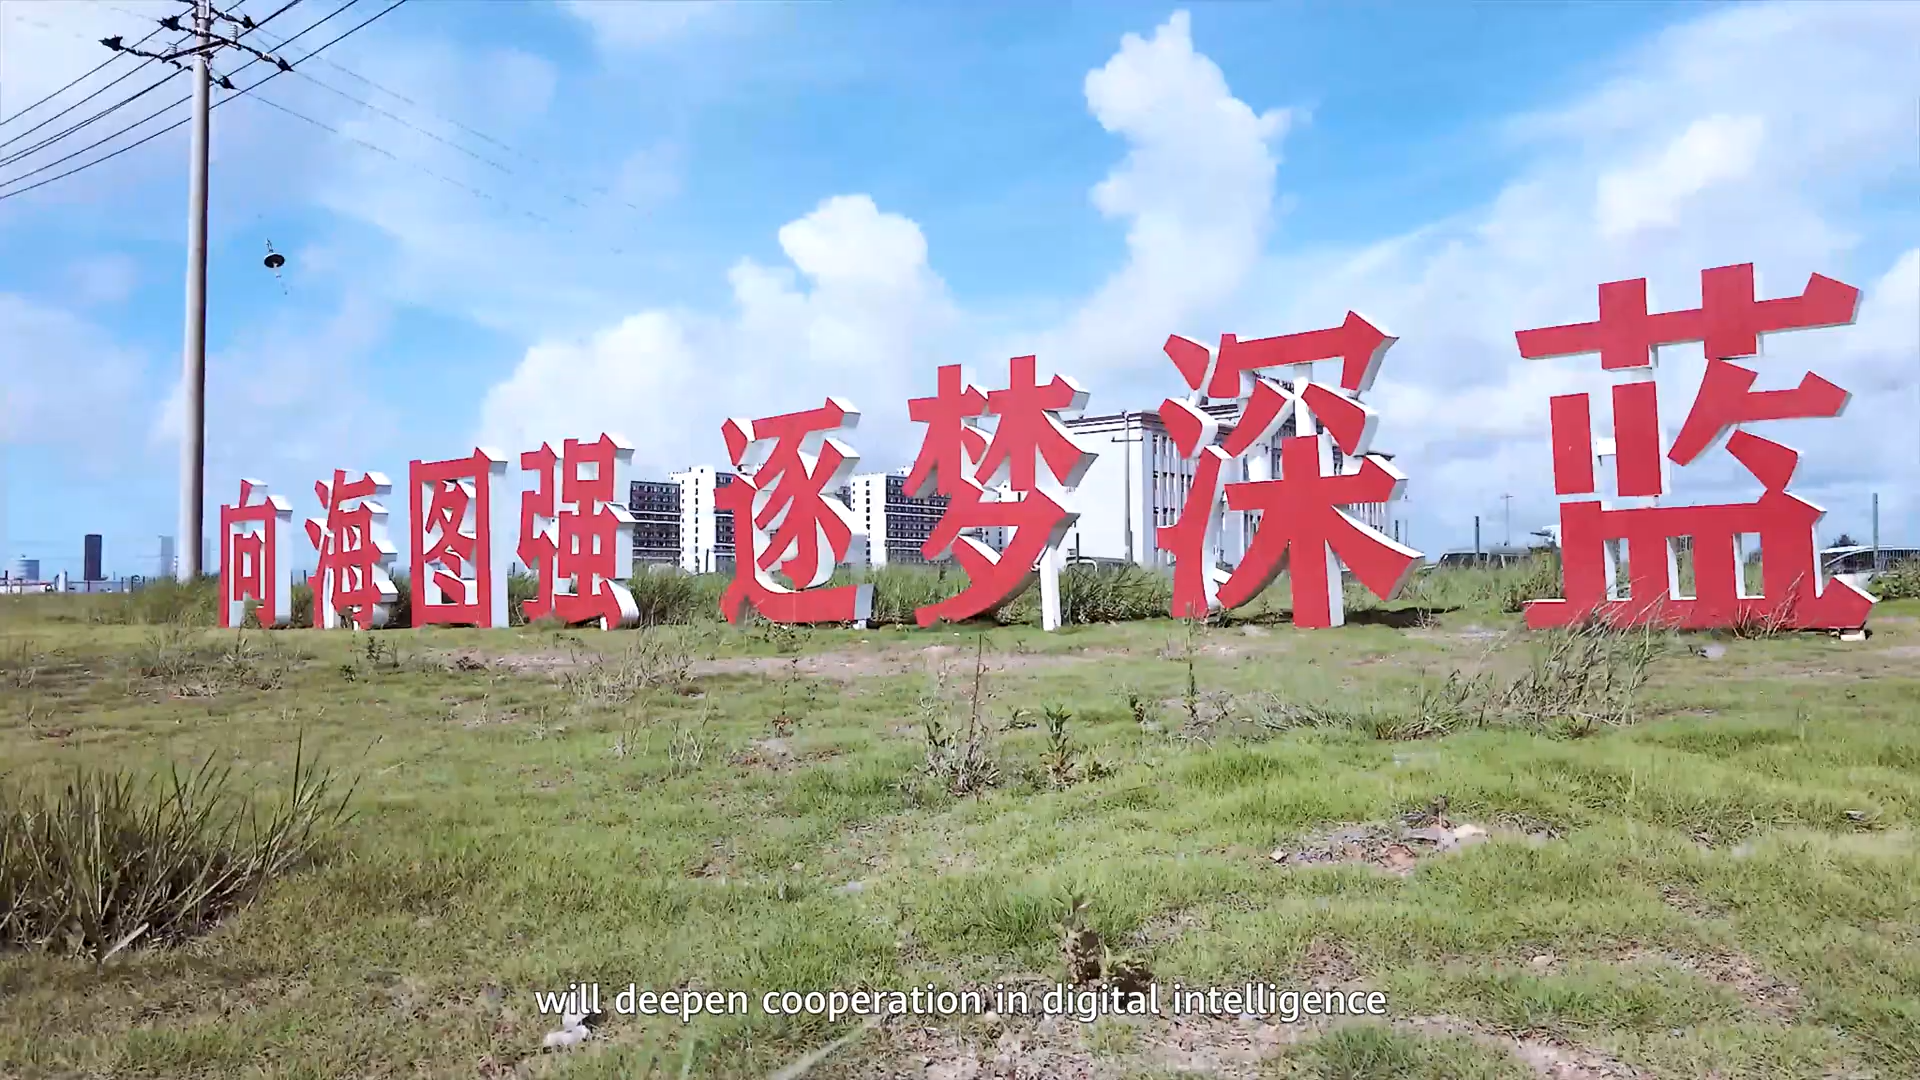 向海图强 逐梦深蓝
will deepen cooperation in digital intelligence